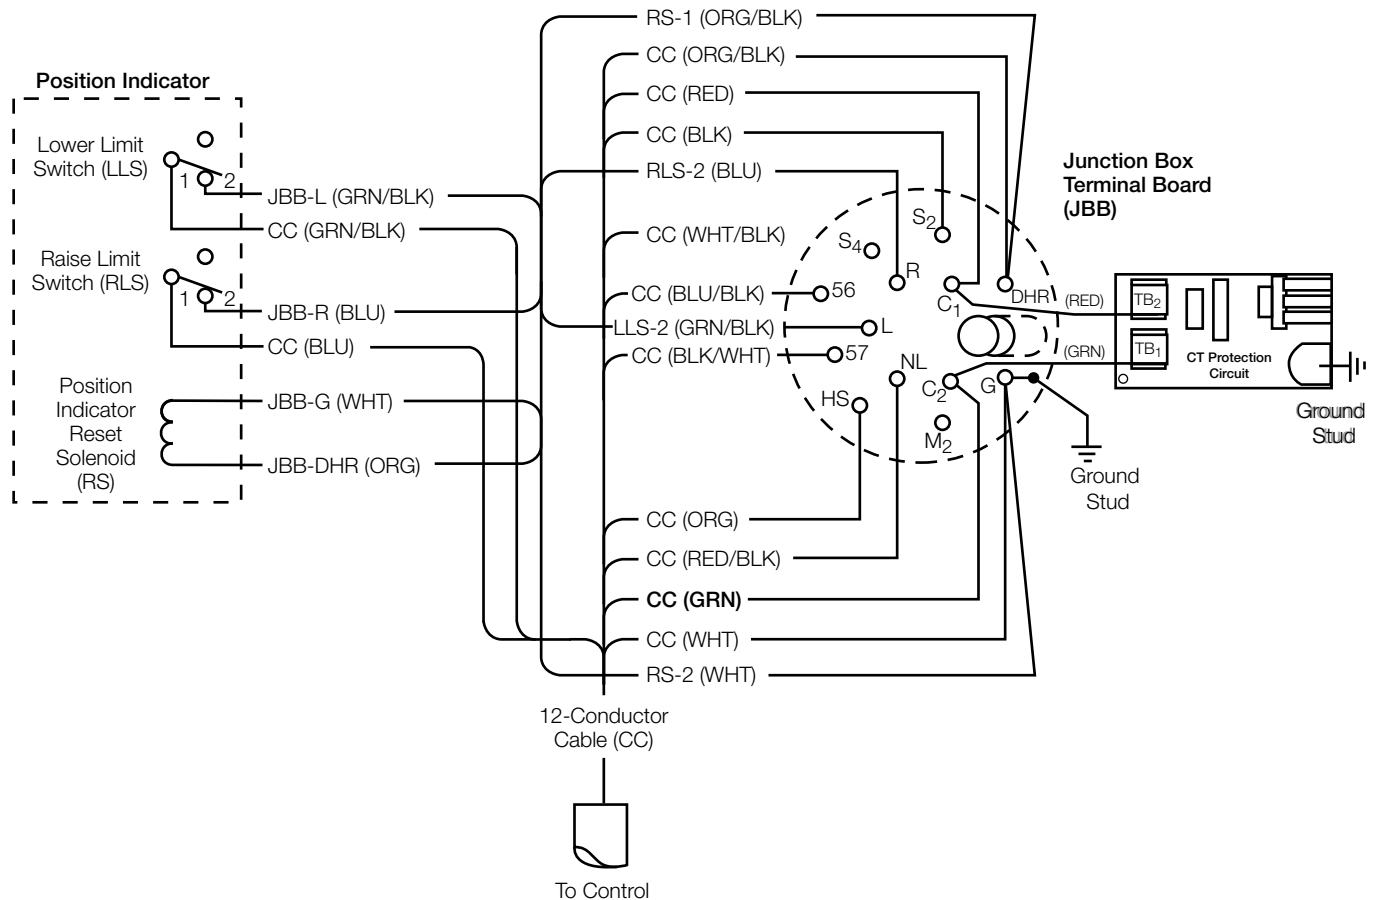 Position Indicator
Lower Limit
Switch (LLS)
1
2
JBB-L (GRN/BLK)
CC (GRN/BLK)
Raise Limit
Switch (RLS)
1
2
JBB-R (BLU)
CC (BLU)
Position
Indicator
Reset
Solenoid
(RS)
JBB-G (WHT)
JBB-DHR (ORG)
RS-1 (ORG/BLK)
CC (ORG/BLK)
CC (RED)
CC (BLK)
RLS-2 (BLU)
CC (WHT/BLK)
CC (BLU/BLK)
LLS-2 (GRN/BLK)
CC (BLK/WHT)
CC (ORG)
CC (RED/BLK)
CC (GRN)
CC (WHT)
RS-2 (WHT)
12-Conductor
Cable (CC)
To Control
Junction Box
Terminal Board
(JBB)
S2
S4
R
56
C1
DHR
L
57
NL
HS
C2
G
M2
(RED)
(GRN)
TB2
TB1
CT Protection
Circuit
Ground
Stud
Ground
Stud